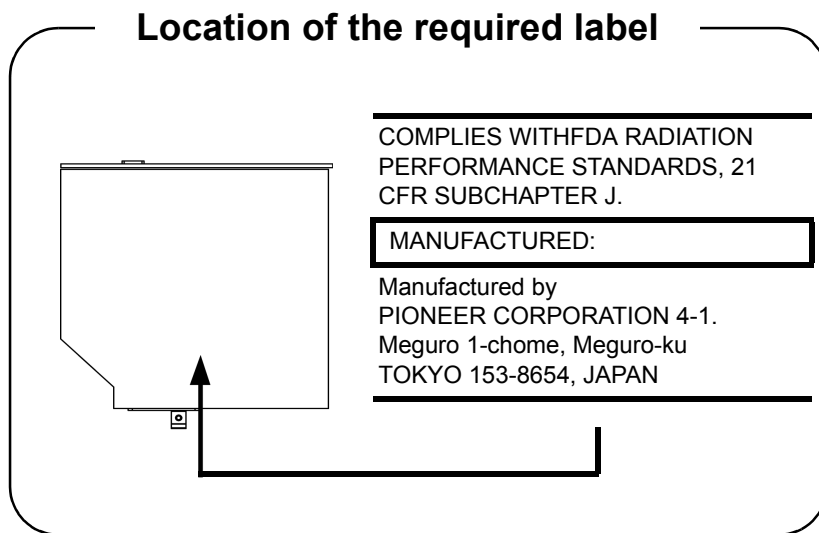 Location of the required label
COMPLIES WITHFDA RADIATION
PERFORMANCE STANDARDS, 21
CFR SUBCHAPTER J.
MANUFACTURED:
Manufactured by
PIONEER CORPORATION 4-1.
Meguro 1-chome, Meguro-ku
TOKYO 153-8654, JAPAN